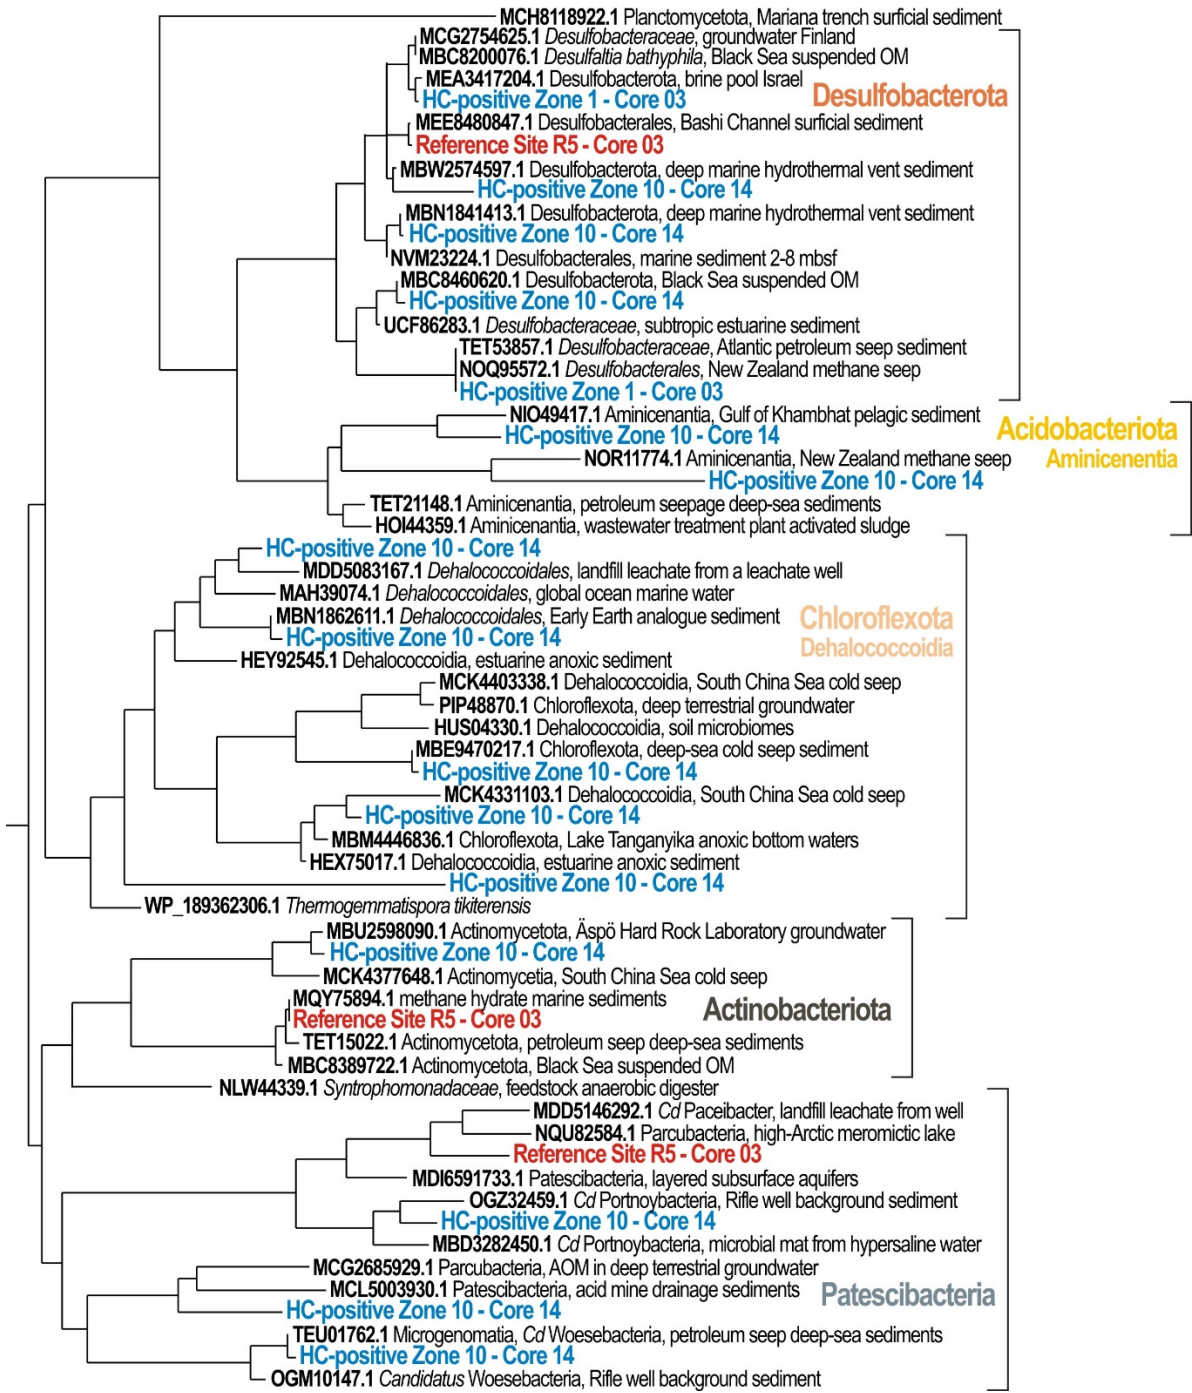 MCH8118922.1 Planctomycetota, Mariana trench surficial sediment
MCG2754625.1 Desulfobacteraceae, groundwater Finland
MBC8200076.1 Desulfaltia bathyphila, Black Sea suspended OM
MEA3417204.1 Desulfobacterota, brine pool Israel
Desulfobacterota
HC-positive Zone 1 - Core 03
MEE8480847.1 Desulfobacterales, Bashi Channel surficial sediment
Reference Site R5 - Core 03
MBW2574597.1 Desulfobacterota, deep marine hydrothermal vent sediment
HC-positive Zone 10 - Core 14
MBN1841413.1 Desulfobacterota, deep marine hydrothermal vent sediment
HC-positive Zone 10 - Core 14
NVM23224.1 Desulfobacterales, marine sediment 2-8 mbsf
MBC8460620.1 Desulfobacterota, Black Sea suspended OM
HC-positive Zone 10 - Core 14
UCF86283.1 Desulfobacteraceae, subtropic estuarine sediment
TET53857.1 Desulfobacteraceae, Atlantic petroleum seep sediment
NOQ95572.1 Desulfobacterales, New Zealand methane seep
HC-positive Zone 1 - Core 03
NIO49417.1 Aminicenantia, Gulf of Khambhat pelagic sediment
Acidobacteriota
HC-positive Zone 10 - Core 14
Aminicenentia
NOR11774.1 Aminicenantia, New Zealand methane seep
HC-positive Zone 10 - Core 14
TET21148.1 Aminicenantia, petroleum seepage deep-sea sediments
HOI44359.1 Aminicenantia, wastewater treatment plant activated sludge
HC-positive Zone 10 - Core 14
MDD5083167.1 Dehalococcoidales, landfill leachate from a leachate well
MAH39074.1 Dehalococcoidales, global ocean marine water
MBN1862611.1 Dehalococcoidales, Early Earth analogue sediment
Chloroflexota
HC-positive Zone 10 - Core 14
Dehalococcoidia
HEY92545.1 Dehalococcoidia, estuarine anoxic sediment
MCK4403338.1 Dehalococcoidia, South China Sea cold seep
PIP48870.1 Chloroflexota, deep terrestrial groundwater
HUS04330.1 Dehalococcoidia, soil microbiomes
MBE9470217.1 Chloroflexota, deep-sea cold seep sediment
HC-positive Zone 10 - Core 14
MCK4331103.1 Dehalococcoidia, South China Sea cold seep
HC-positive Zone 10 - Core 14
MBM4446836.1 Chloroflexota, Lake Tanganyika anoxic bottom waters
HEX75017.1 Dehalococcoidia, estuarine anoxic sediment
HC-positive Zone 10 - Core 14
WP_189362306.1 Thermogemmatispora tikiterensis
MBU2598090.1 Actinomycetota, Äspö Hard Rock Laboratory groundwater
HC-positive Zone 10 - Core 14
MCK4377648.1 Actinomycetia, South China Sea cold seep
MQY75894.1 methane hydrate marine sediments
Actinobacteriota
Reference Site R5 - Core 03
TET15022.1 Actinomycetota, petroleum seep deep-sea sediments
MBC8389722.1 Actinomycetota, Black Sea suspended OM
NLW44339.1 Syntrophomonadaceae, feedstock anaerobic digester
MDD5146292.1 Cd Paceibacter, landfill leachate from well
NQU82584.1 Parcubacteria, high-Arctic meromictic lake
Reference Site R5 - Core 03
MDI6591733.1 Patescibacteria, layered subsurface aquifers
OGZ32459.1 Cd Portnoybacteria, Rifle well background sediment
HC-positive Zone 10 - Core 14
MBD3282450.1 Cd Portnoybacteria, microbial mat from hypersaline water
MCG2685929.1 Parcubacteria, AOM in deep terrestrial groundwater
MCL5003930.1 Patescibacteria, acid mine drainage sediments
Patescibacteria
HC-positive Zone 10 - Core 14
TEU01762.1 Microgenomatia, Cd Woesebacteria, petroleum seep deep-sea sediments
HC-positive Zone 10 - Core 14
OGM10147.1 Candidatus Woesebacteria, Rifle well background sediment